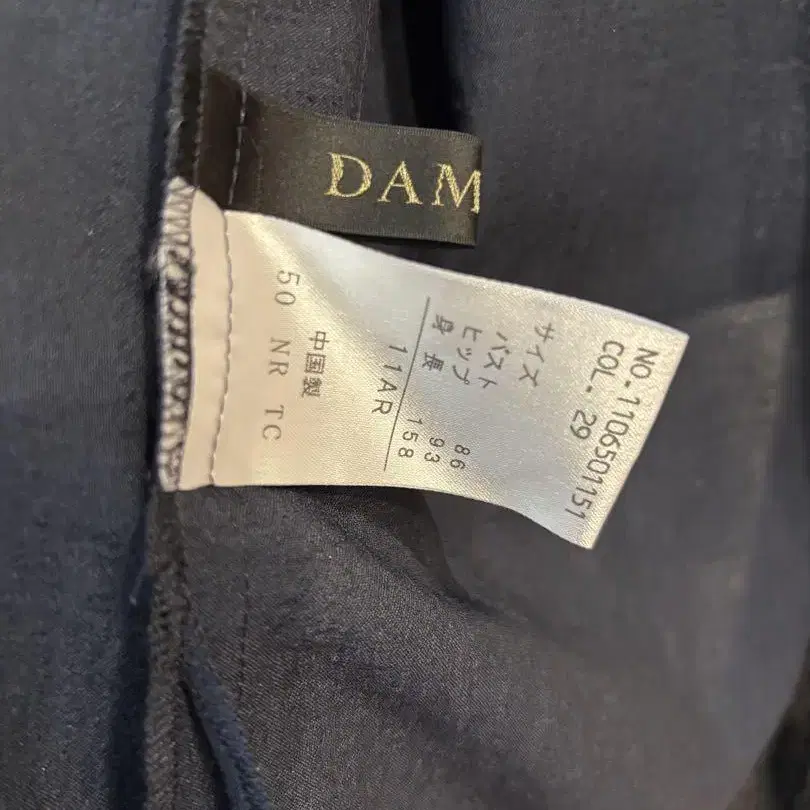 DAM
NO. 1106501151
COL. 29
サイズ
バスト 86
ヒップ 93
身長 158
11AR
中国製
50 NR TC